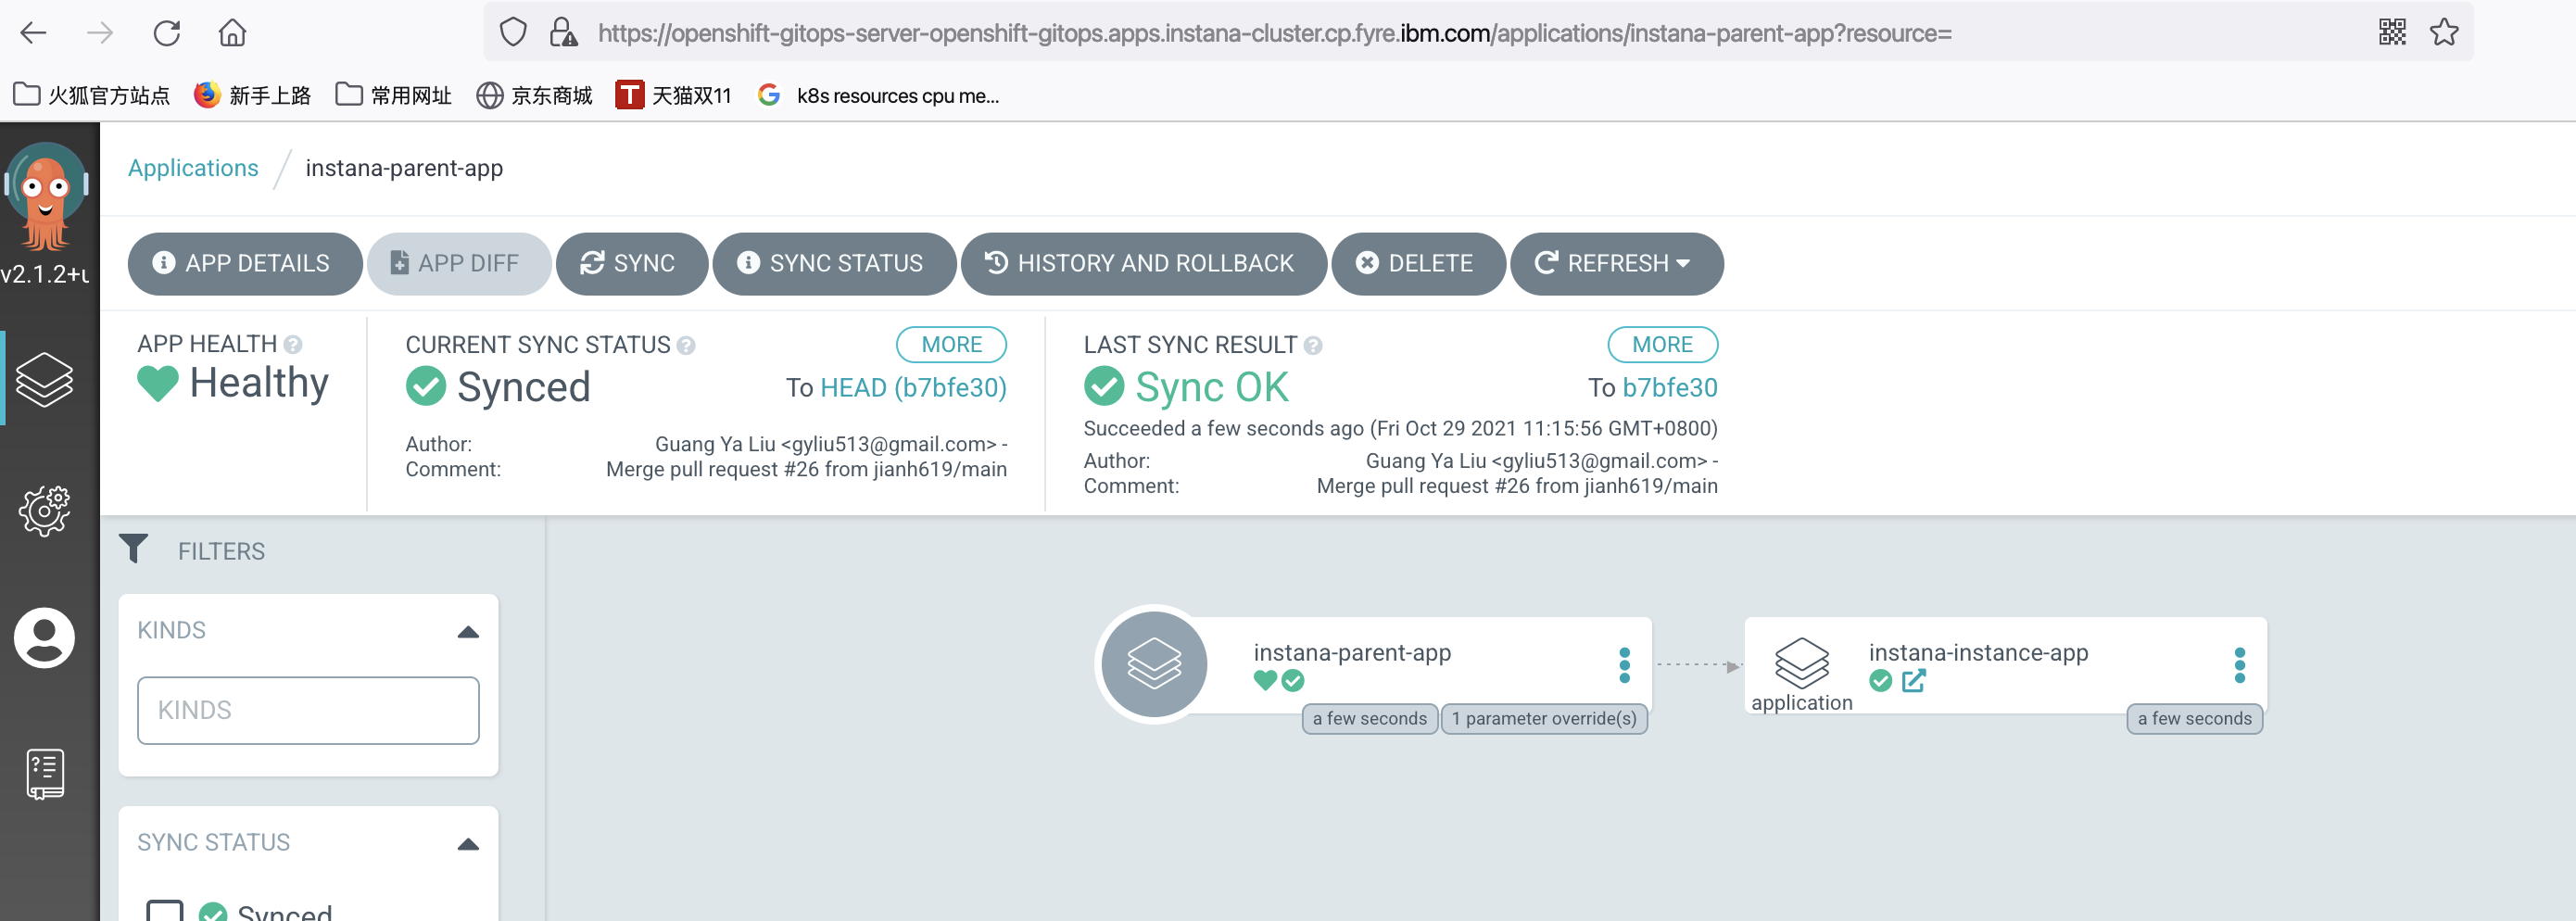 https://openshift-gitops-server-openshift-gitops.apps.instana-cluster.cp.fyre.ibm.com/applications/instana-parent-app?resource=
火狐官方站点 新手上路 常用网址 京东商城 天猫双11 k8s resources cpu me...
Applications / instana-parent-app
v2.1.2+u
APP DETAILS APP DIFF SYNC SYNC STATUS HISTORY AND ROLLBACK DELETE REFRESH
APP HEALTH
Healthy
CURRENT SYNC STATUS MORE
Synced To HEAD (b7bfe30)
Author: Guang Ya Liu <gyliu513@gmail.com> -
Comment: Merge pull request #26 from jianh619/main
LAST SYNC RESULT MORE
Sync OK To b7bfe30
Succeeded a few seconds ago (Fri Oct 29 2021 11:15:56 GMT+0800)
Author: Guang Ya Liu <gyliu513@gmail.com> -
Comment: Merge pull request #26 from jianh619/main
FILTERS
KINDS
KINDS
SYNC STATUS
Synced
instana-parent-app
a few seconds 1 parameter override(s)
instana-instance-app
application
a few seconds